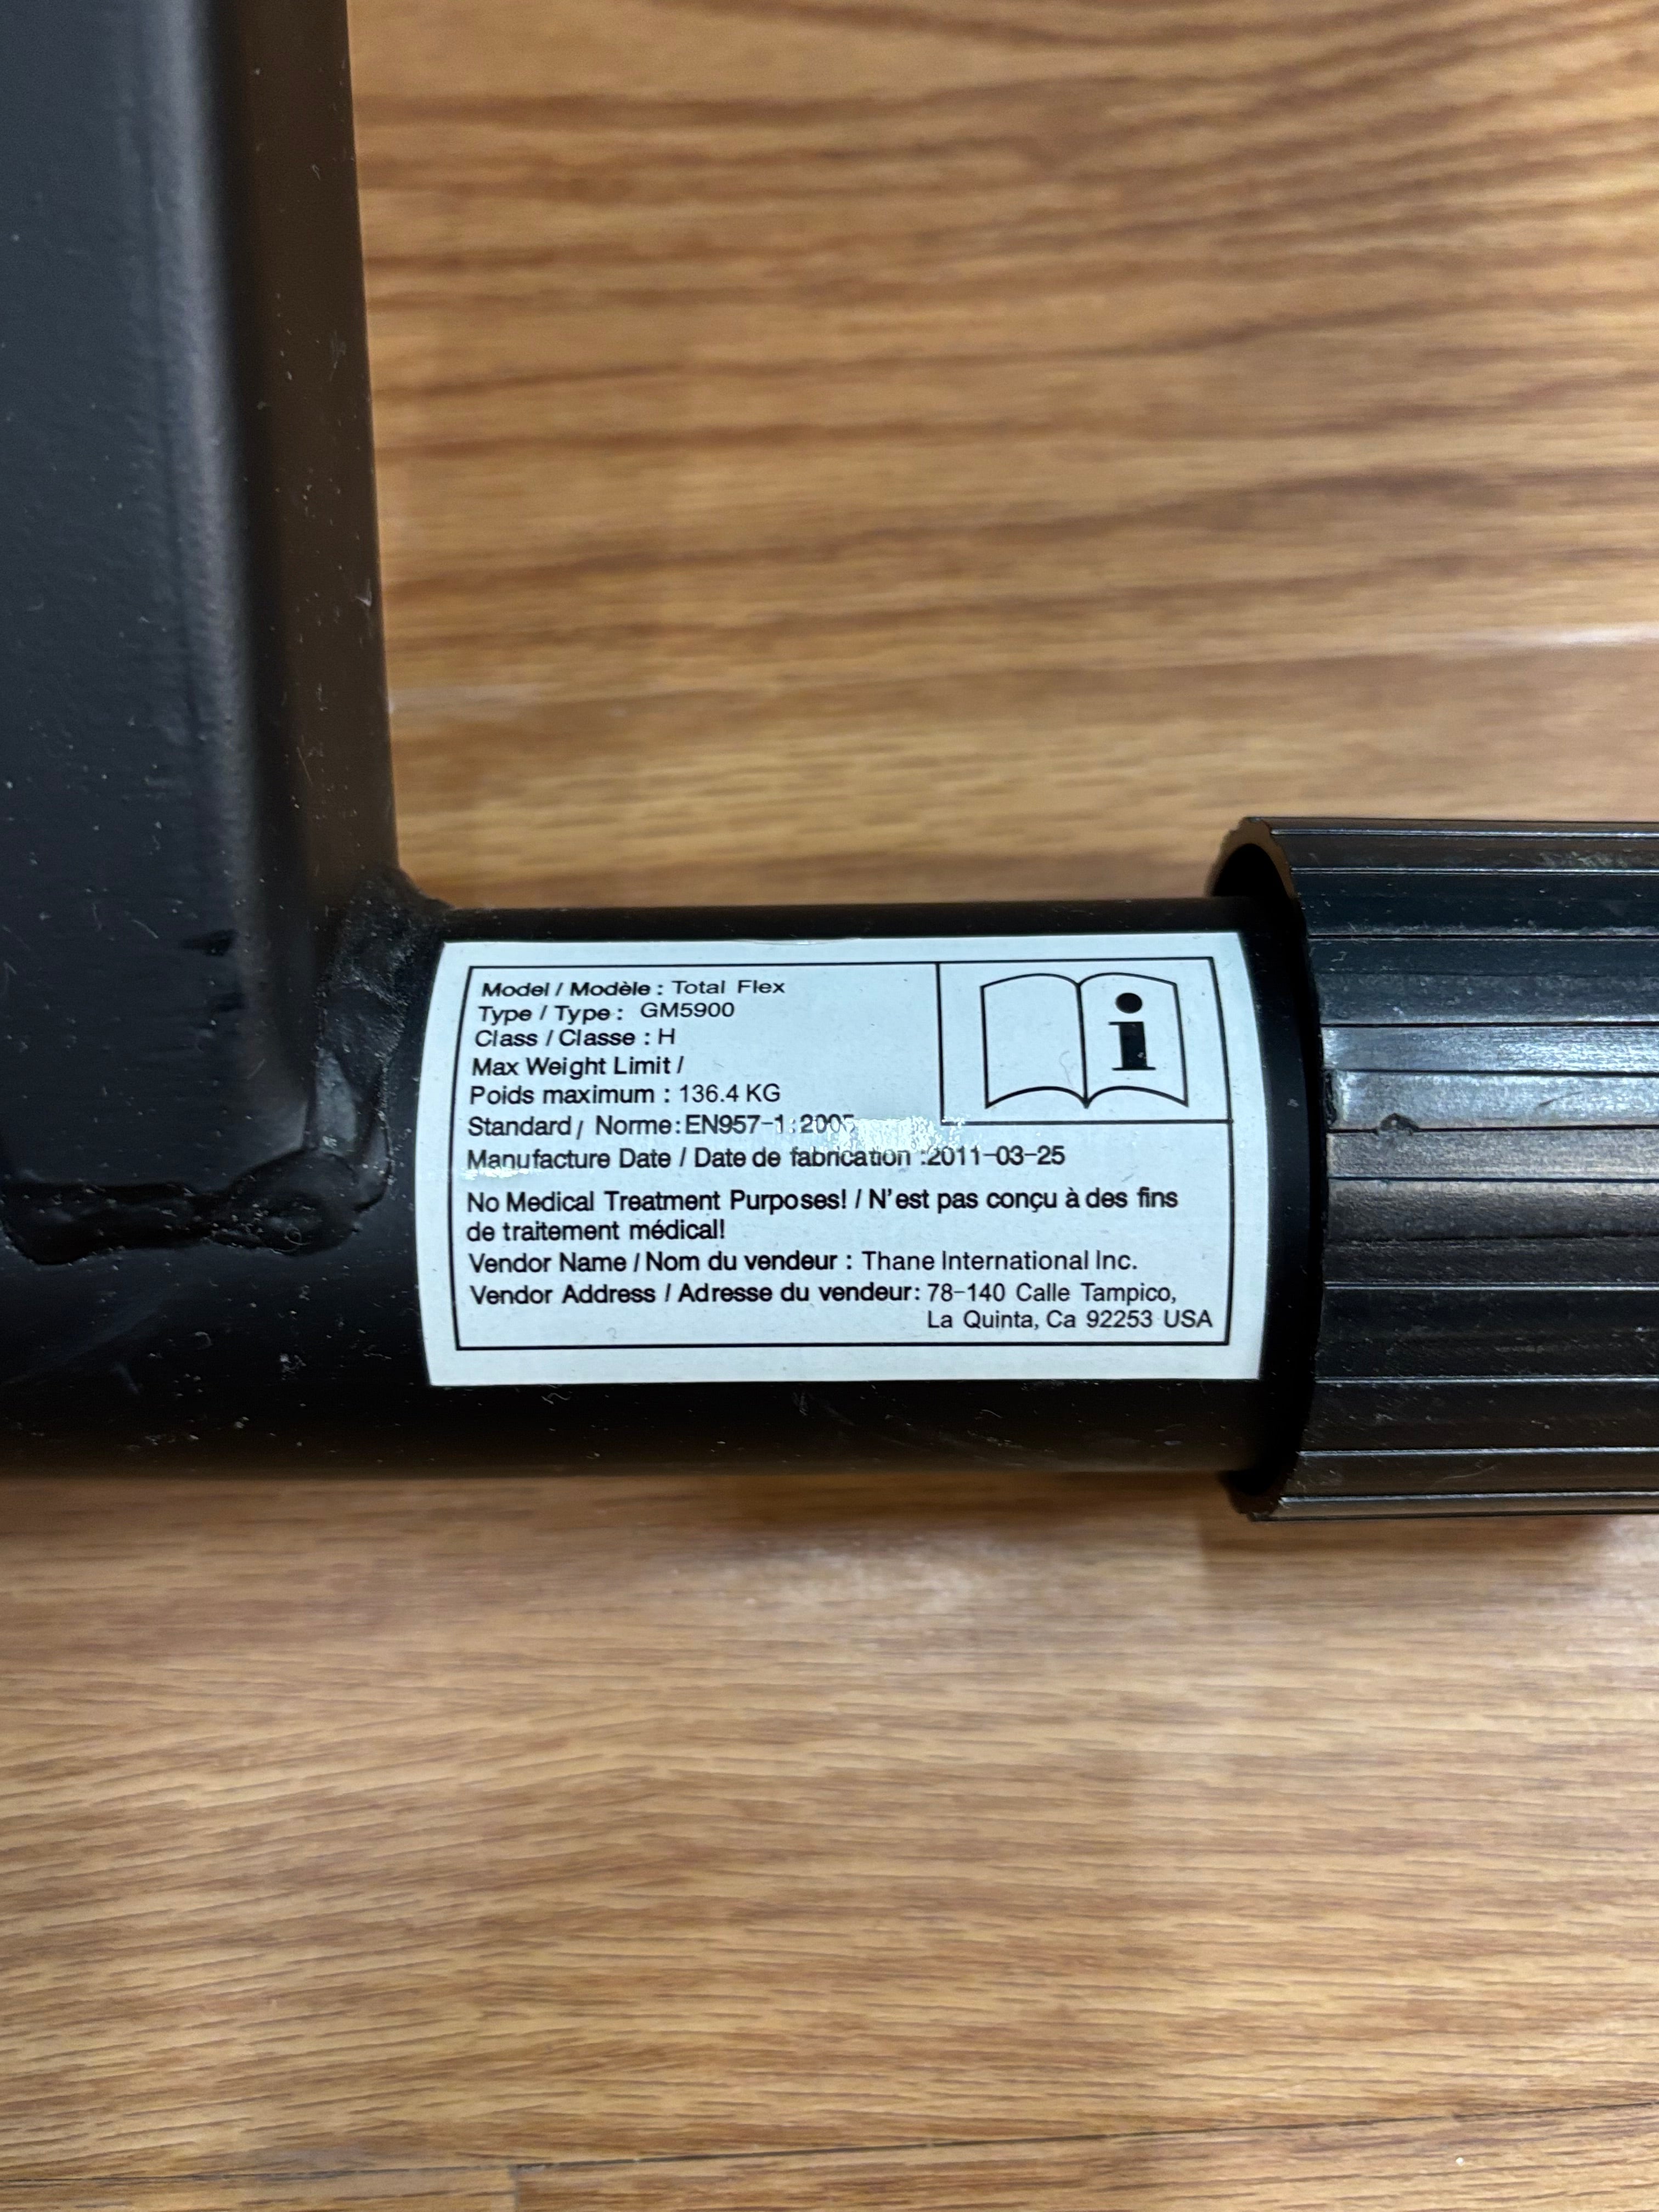 Model / Modèle : Total Flex
Type / Type : GM5900
Class / Classe : H
Max Weight Limit /
Poids maximum : 136.4 KG
Standard / Norme: EN957-1:2005
Manufacture Date / Date de fabrication :2011-03-25
No Medical Treatment Purposes! / N'est pas conçu à des fins
de traitement médical!
Vendor Name / Nom du vendeur : Thane International Inc.
Vendor Address / Adresse du vendeur: 78-140 Calle Tampico,
La Quinta, Ca 92253 USA